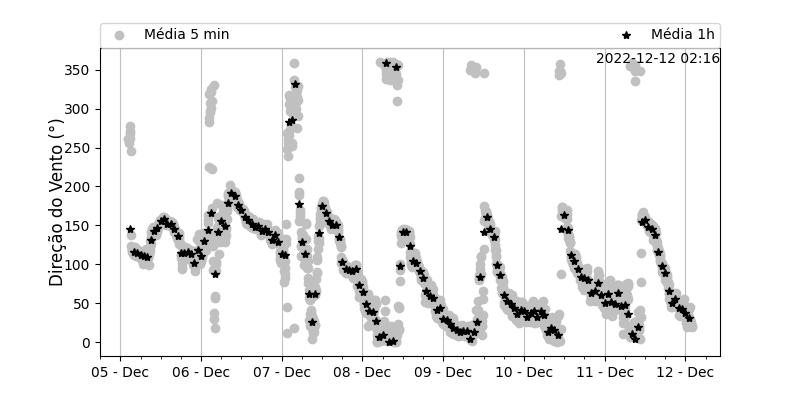 Média 5 min
Média 1h
2022-12-12 02:16
Direção do Vento (°)
350
300
250
200
150
100
50
0
05 - Dec
06 - Dec
07 - Dec
08 - Dec
09 - Dec
10 - Dec
11 - Dec
12 - Dec